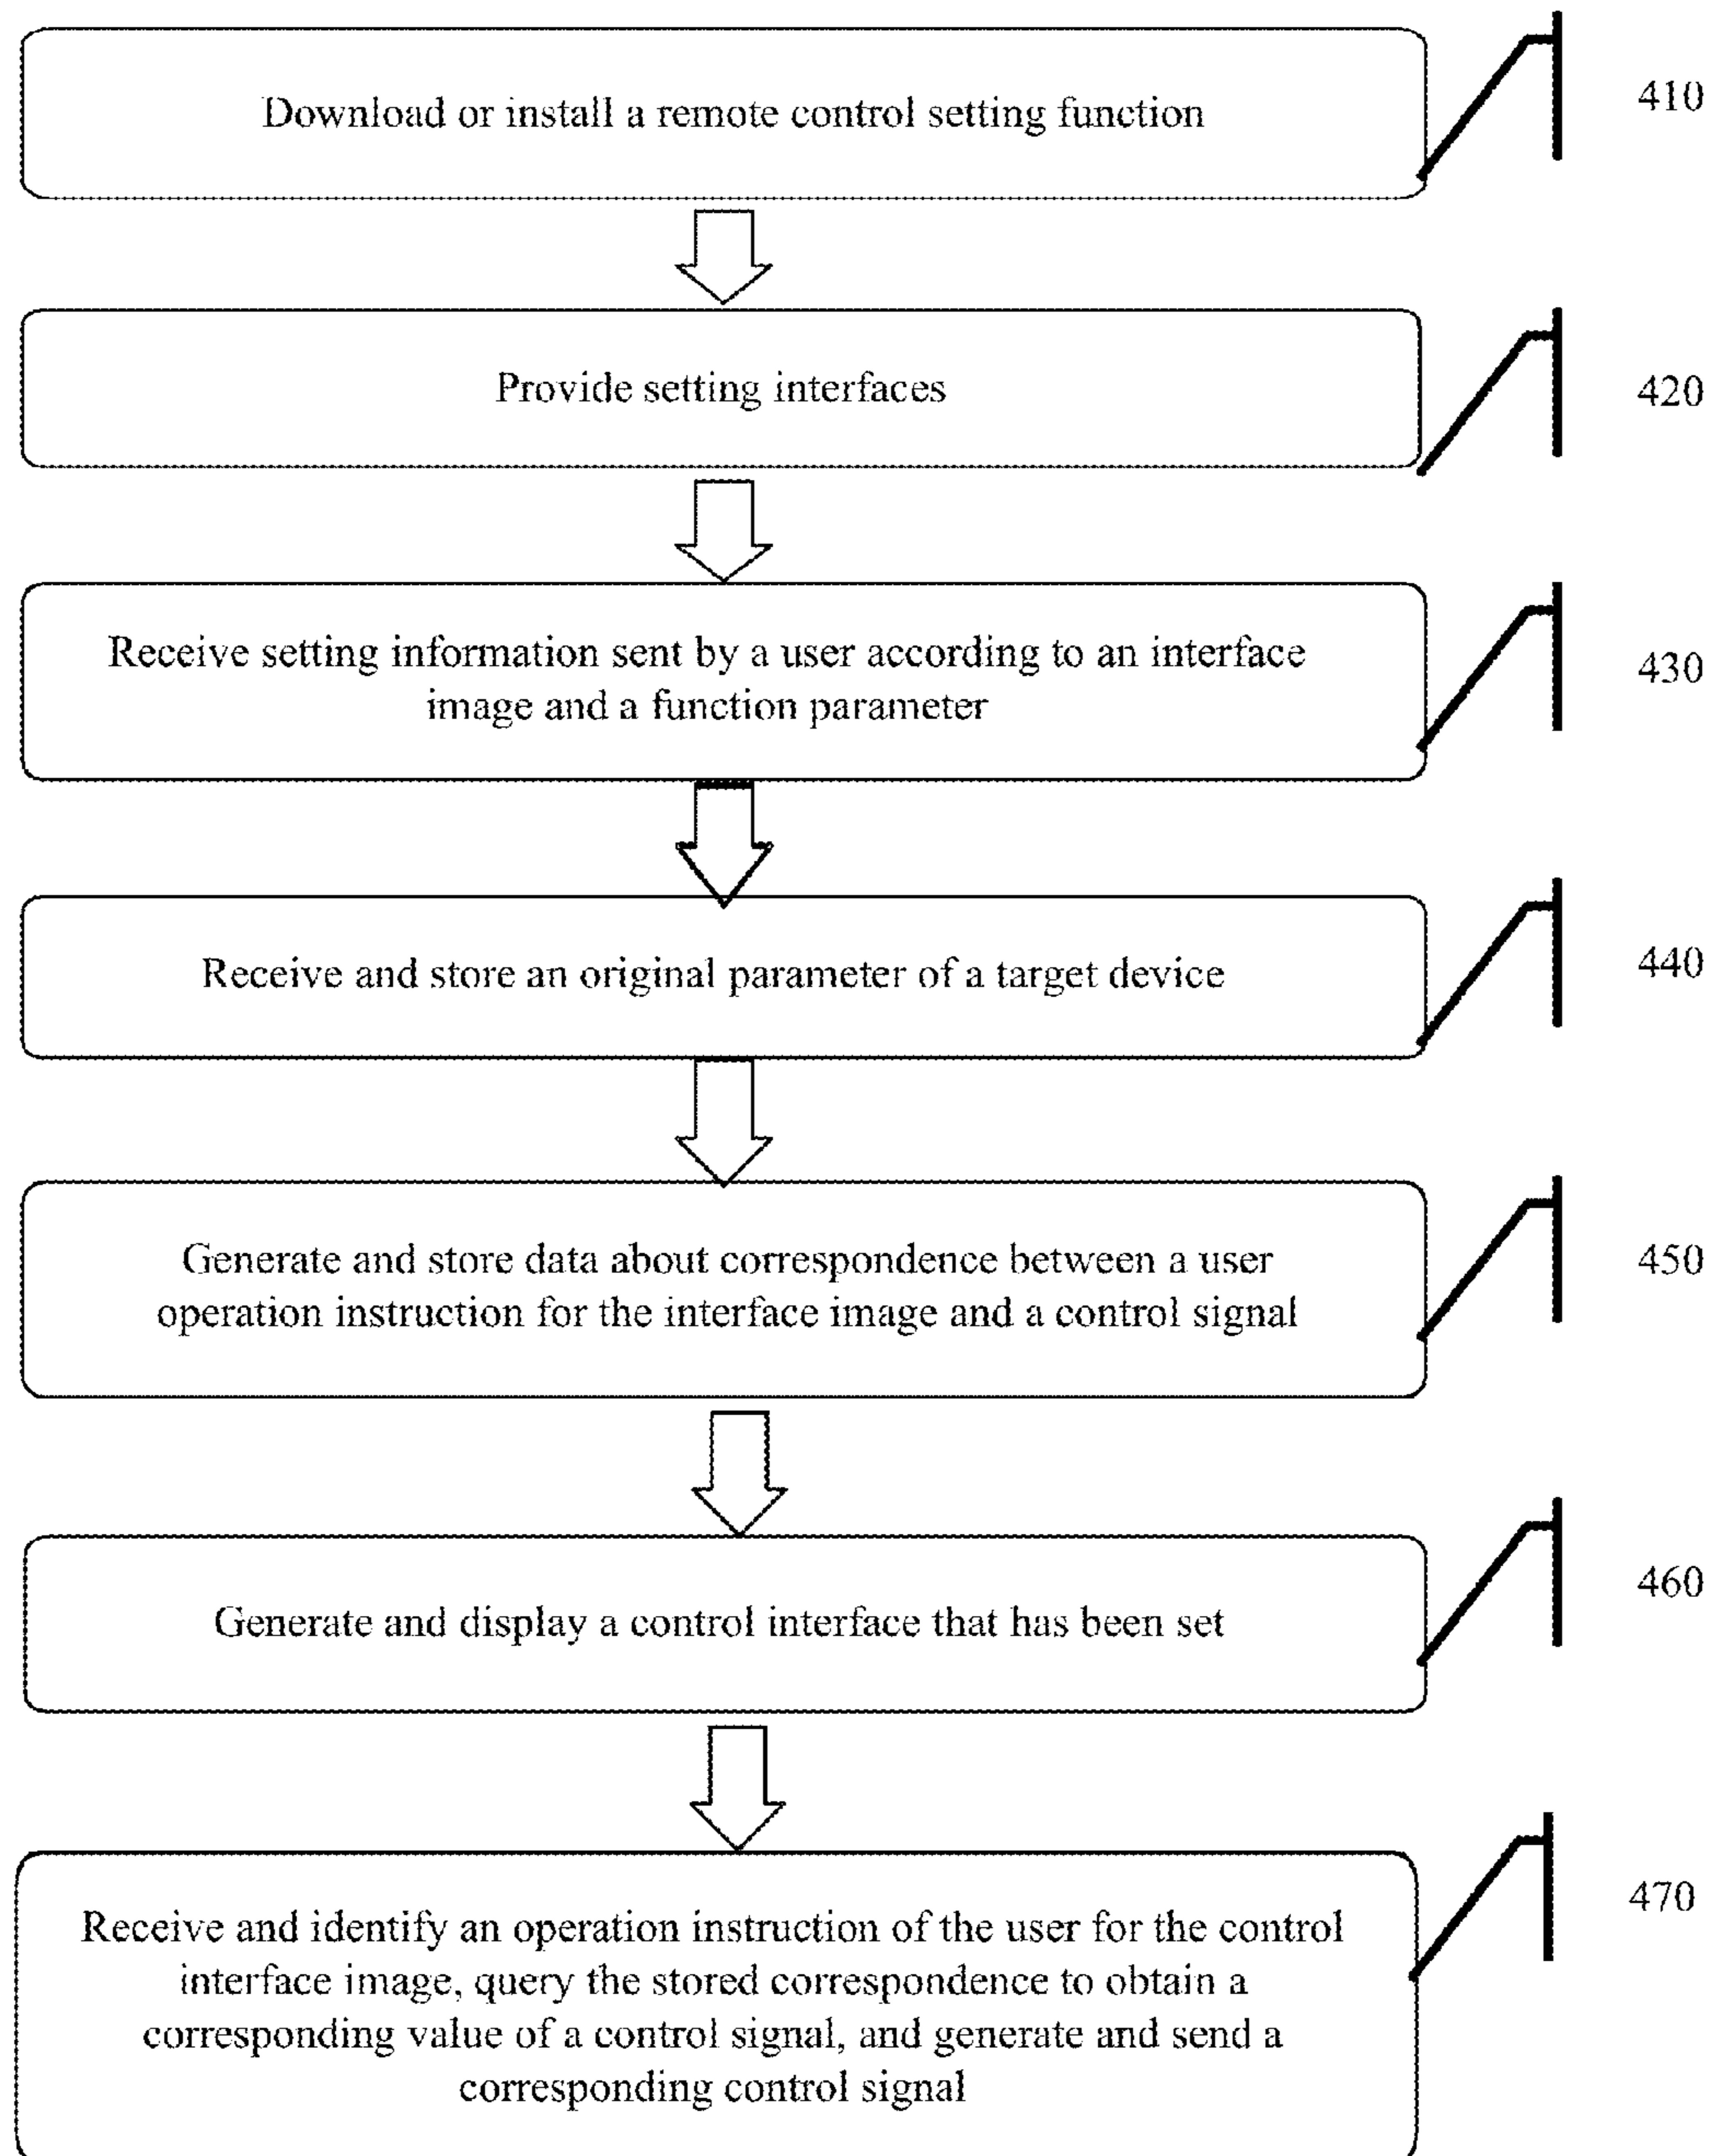 Download or install a remote control setting function
410
Provide setting interfaces
420
Receive setting information sent by a user according to an interface
image and a function parameter
430
Receive and store an original parameter of a target device
440
Generate and store data about correspondence between a user
operation instruction for the interface image and a control signal
450
Generate and display a control interface that has been set
460
Receive and identify an operation instruction of the user for the control
interface image, query the stored correspondence to obtain a
corresponding value of a control signal, and generate and send a
corresponding control signal
470